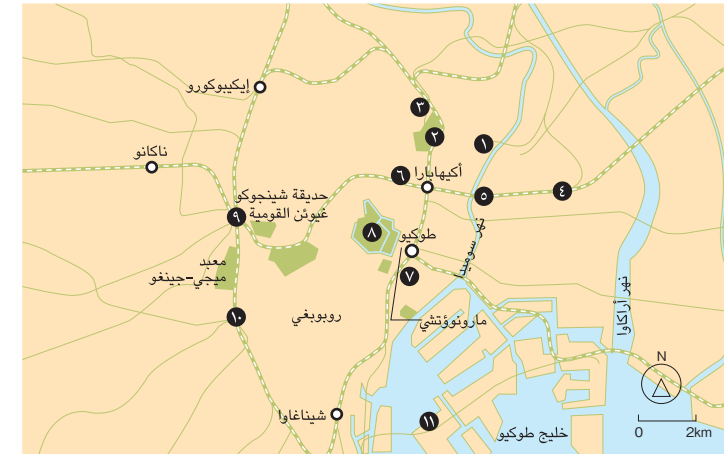 إيكيبوكورو
٣
٢
١
ناكانو
٦
أكيهابارا
٤
٥
حديقة شينجوكو
غيوئن القومية
٩
٨
طوكيو
نهر سوميدا
معبد
ميجي-جينغو
٧
نهر أراكاوا
١٠
روبوبغي
مارونوؤتشي
N
شيناغاوا
١١
خليج طوكيو
0 2km